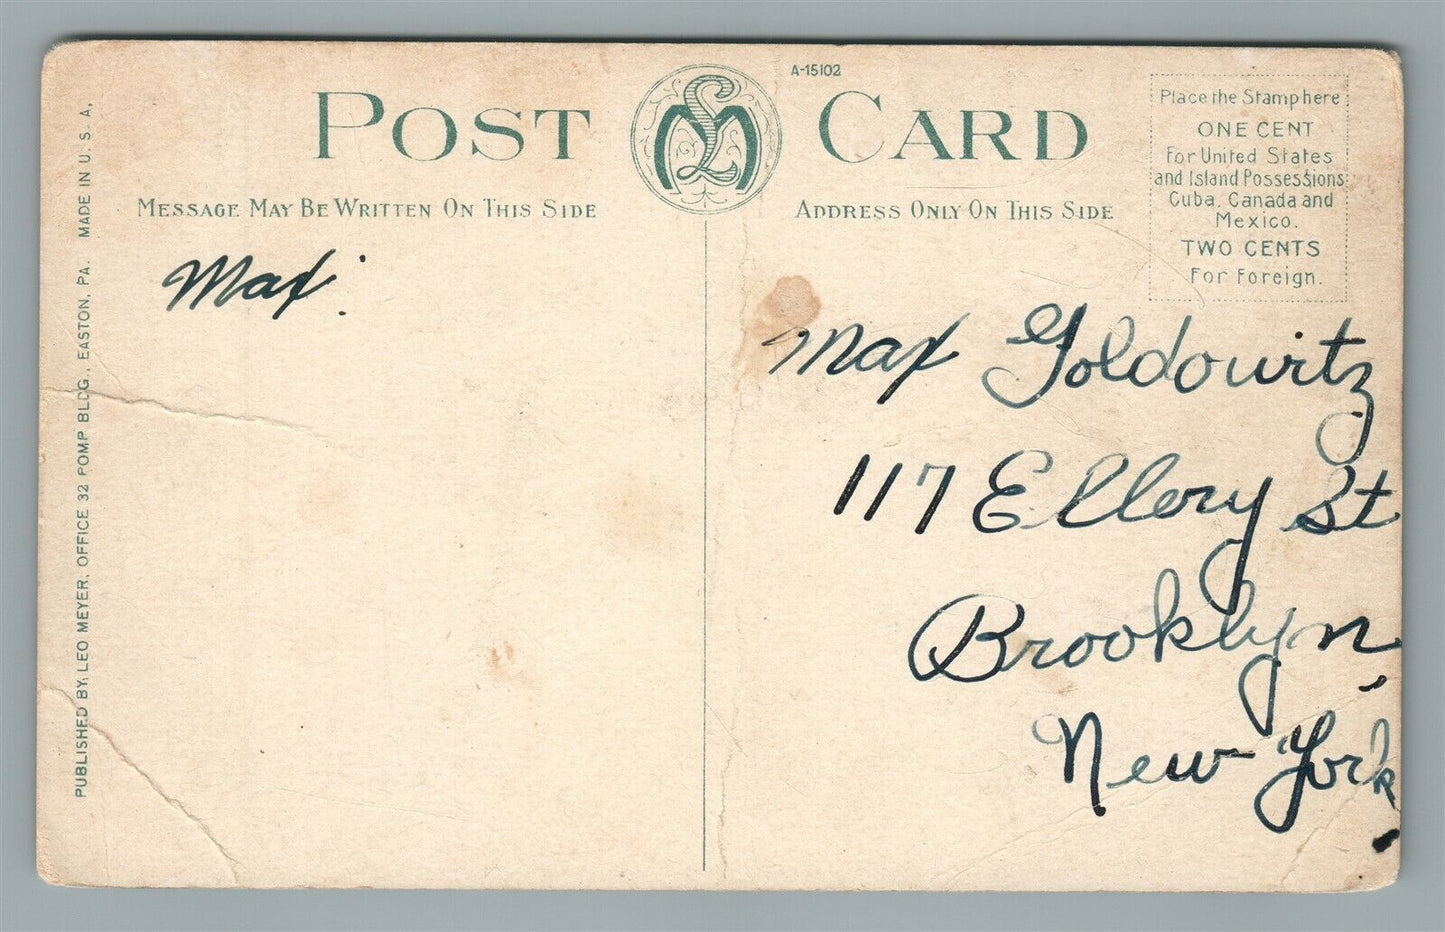 A-15102
POST CARD
LM
MESSAGE MAY BE WRITTEN ON THIS SIDE
ADDRESS ONLY ON THIS SIDE
Place the Stamp here
ONE CENT
For United States
and Island Possessions
Cuba, Canada and
Mexico.
TWO CENTS
For Foreign.
PUBLISHED BY, LEO MEYER, OFFICE 32 POMP BLDG., EASTON, PA. MADE IN U. S. A.
Max:
Max Goldowitz
117 Ellery St
Brooklyn,
New York.